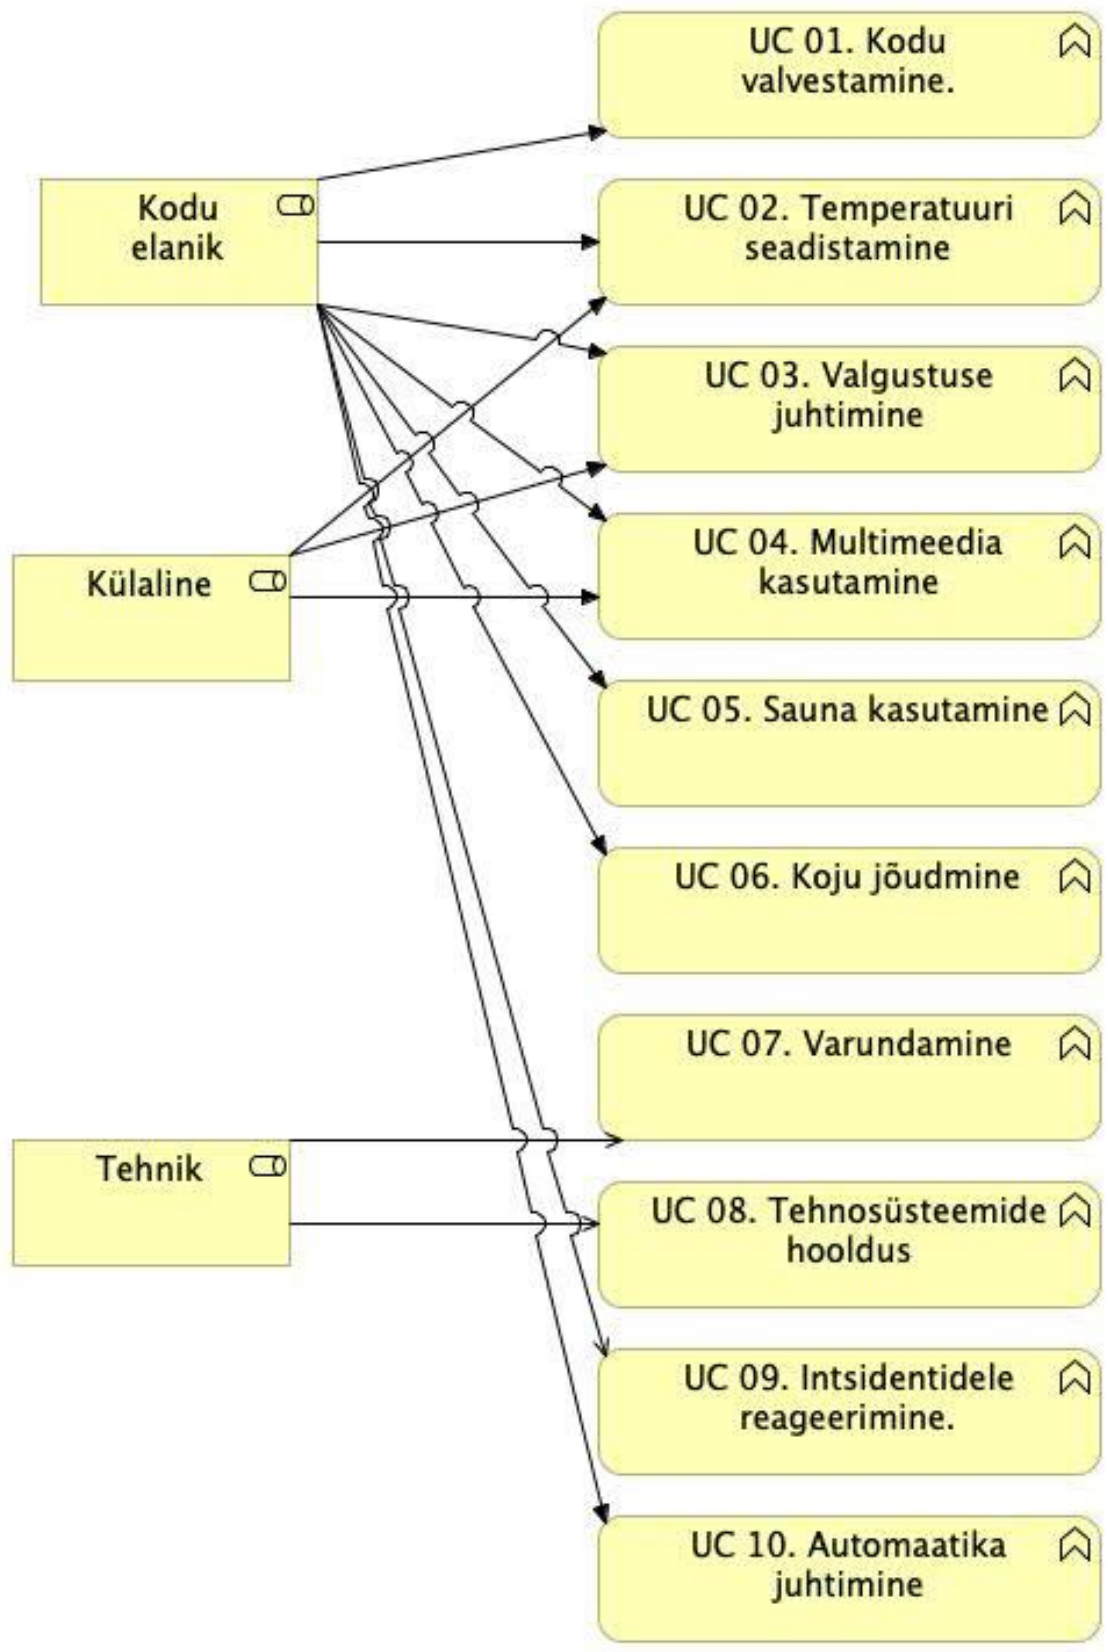 UC 01. Kodu
valvestamine.
Kodu
elanik
UC 02. Temperatuuri
seadistamine
UC 03. Valgustuse
juhtimine
UC 04. Multimeedia
kasutamine
Külaline
UC 05. Sauna kasutamine
UC 06. Koju jõudmine
UC 07. Varundamine
Tehnik
UC 08. Tehnosüsteemide
hooldus
UC 09. Intsidentidele
reageerimine.
UC 10. Automaatika
juhtimine